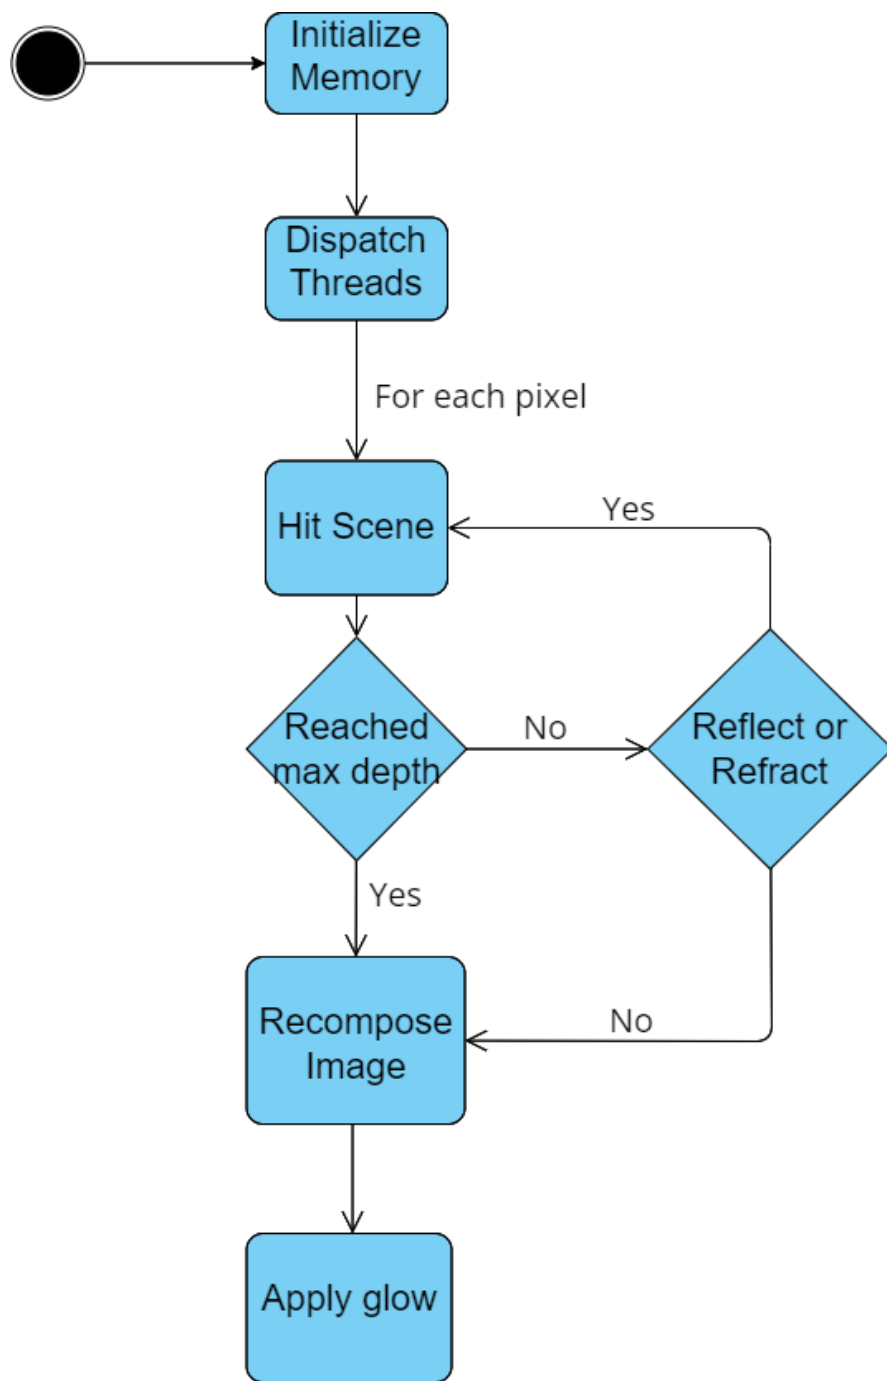 Initialize
Memory
Dispatch
Threads
For each pixel
Hit Scene
Yes
Reached
max depth
No
Reflect or
Refract
Yes
Recompose
Image
No
Apply glow